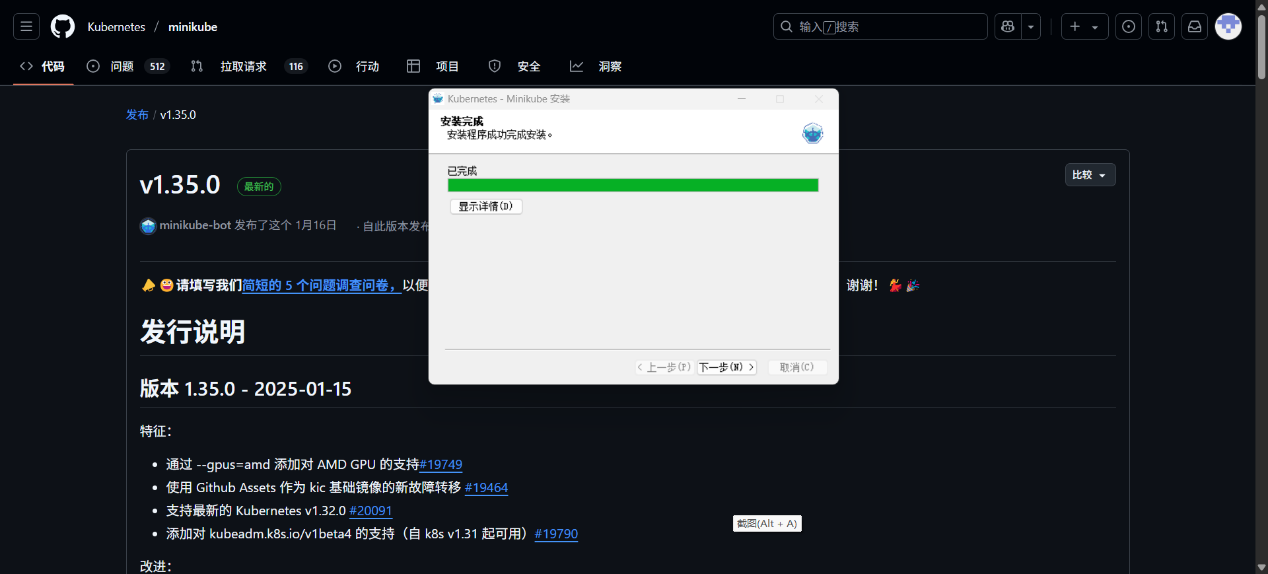 Kubernetes / minikube
输入/搜索
代码 问题 512 拉取请求 116 行动 项目 安全 洞察
Kubernetes - Minikube 安装
安装完成
安装程序成功完成安装。
已完成
显示详情(D)
< 上一步(P) 下一步(N) > 取消(C)
发布 / v1.35.0
v1.35.0 最新的
比较
minikube-bot 发布了这个 1月16日 · 自此版本发布
请填写我们简短的 5 个问题调查问卷，以便
谢谢！
发行说明
版本 1.35.0 - 2025-01-15
特征：
通过 --gpus=amd 添加对 AMD GPU 的支持#19749
使用 Github Assets 作为 kic 基础镜像的新故障转移 #19464
支持最新的 Kubernetes v1.32.0 #20091
添加对 kubeadm.k8s.io/v1beta4 的支持（自 k8s v1.31 起可用）#19790
截图(Alt + A)
改进：